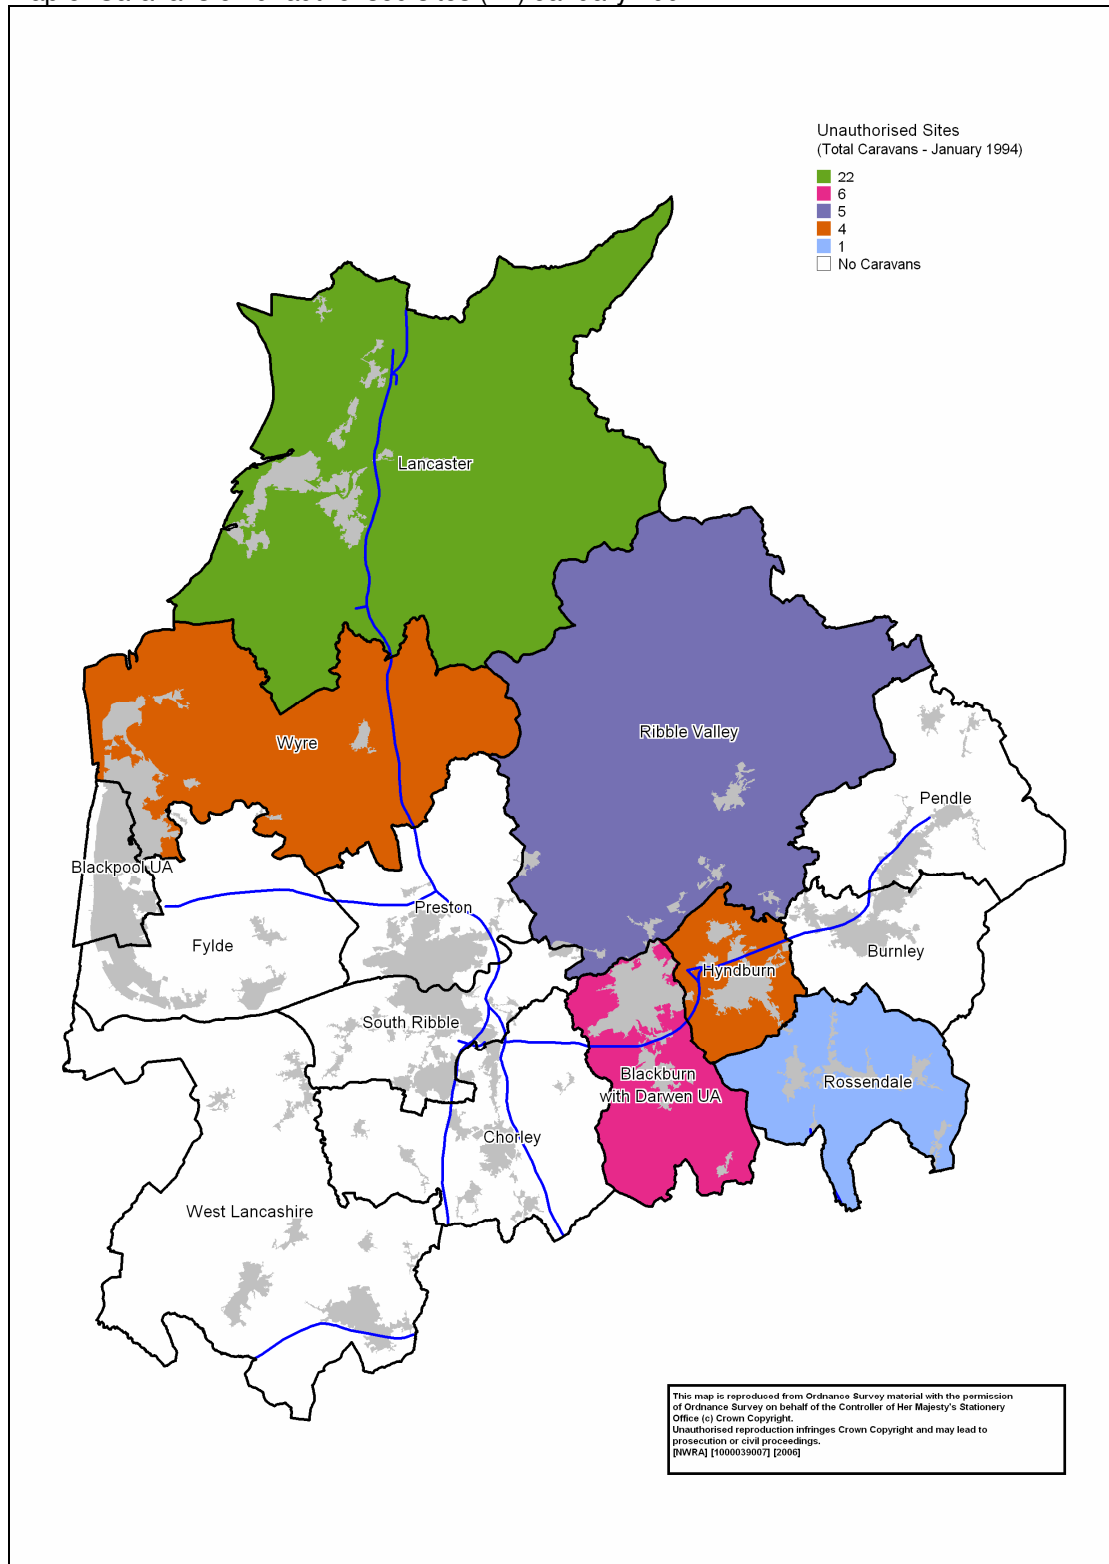 Unauthorised Sites
(Total Caravans - January 1994)
22
6
5
4
1
No Caravans
Lancaster
Wyre
Ribble Valley
Pendle
Blackpool UA
Preston
Fylde
Burnley
Hyndburn
South Ribble
Blackburn
with Darwen UA
Rossendale
Chorley
West Lancashire
This map is reproduced from Ordnance Survey material with the permission
of Ordnance Survey on behalf of the Controller of Her Majesty's Stationery
Office (c) Crown Copyright.
Unauthorised reproduction infringes Crown Copyright and may lead to
prosecution or civil proceedings.
[NWRA] [1000039007] [2006]